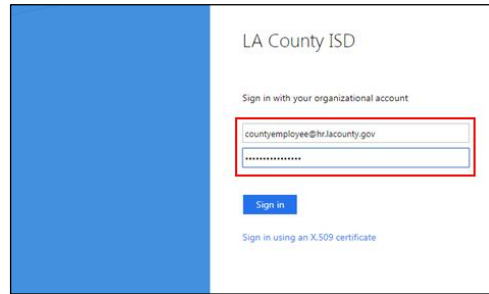 LA County ISD
Sign in with your organizational account
countyemployee@hr.lacounty.gov
•••••••••••••••
Sign in
Sign in using an X.509 certificate